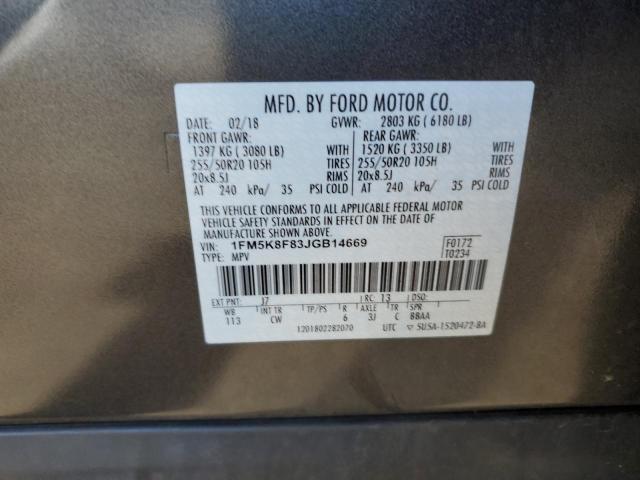 MFD. BY FORD MOTOR CO.
DATE: 02/18 GVWR: 2803 KG ( 6180 LB)
FRONT GAWR: REAR GAWR:
1397 KG ( 3080 LB) WITH 1520 KG ( 3350 LB) WITH
255/50R20 105H TIRES 255/50R20 105H TIRES
20x8.5J RIMS 20x8.5J RIMS
AT 240 kPa/ 35 PSI COLD AT 240 kPa/ 35 PSI COLD
THIS VEHICLE CONFORMS TO ALL APPLICABLE FEDERAL MOTOR
VEHICLE SAFETY STANDARDS IN EFFECT ON THE DATE OF
MANUFACTURE SHOWN ABOVE.
VIN: 1FM5K8F83JGB14669 F0172
TYPE: MPV T0234
EXT PNT: J7 RC: 13 DSO:
WB INT TR TP/PS R AXLE TR SPR
113 CW 6 3J C BBAA
1201802282070 UTC 5U5A-1520472-BA